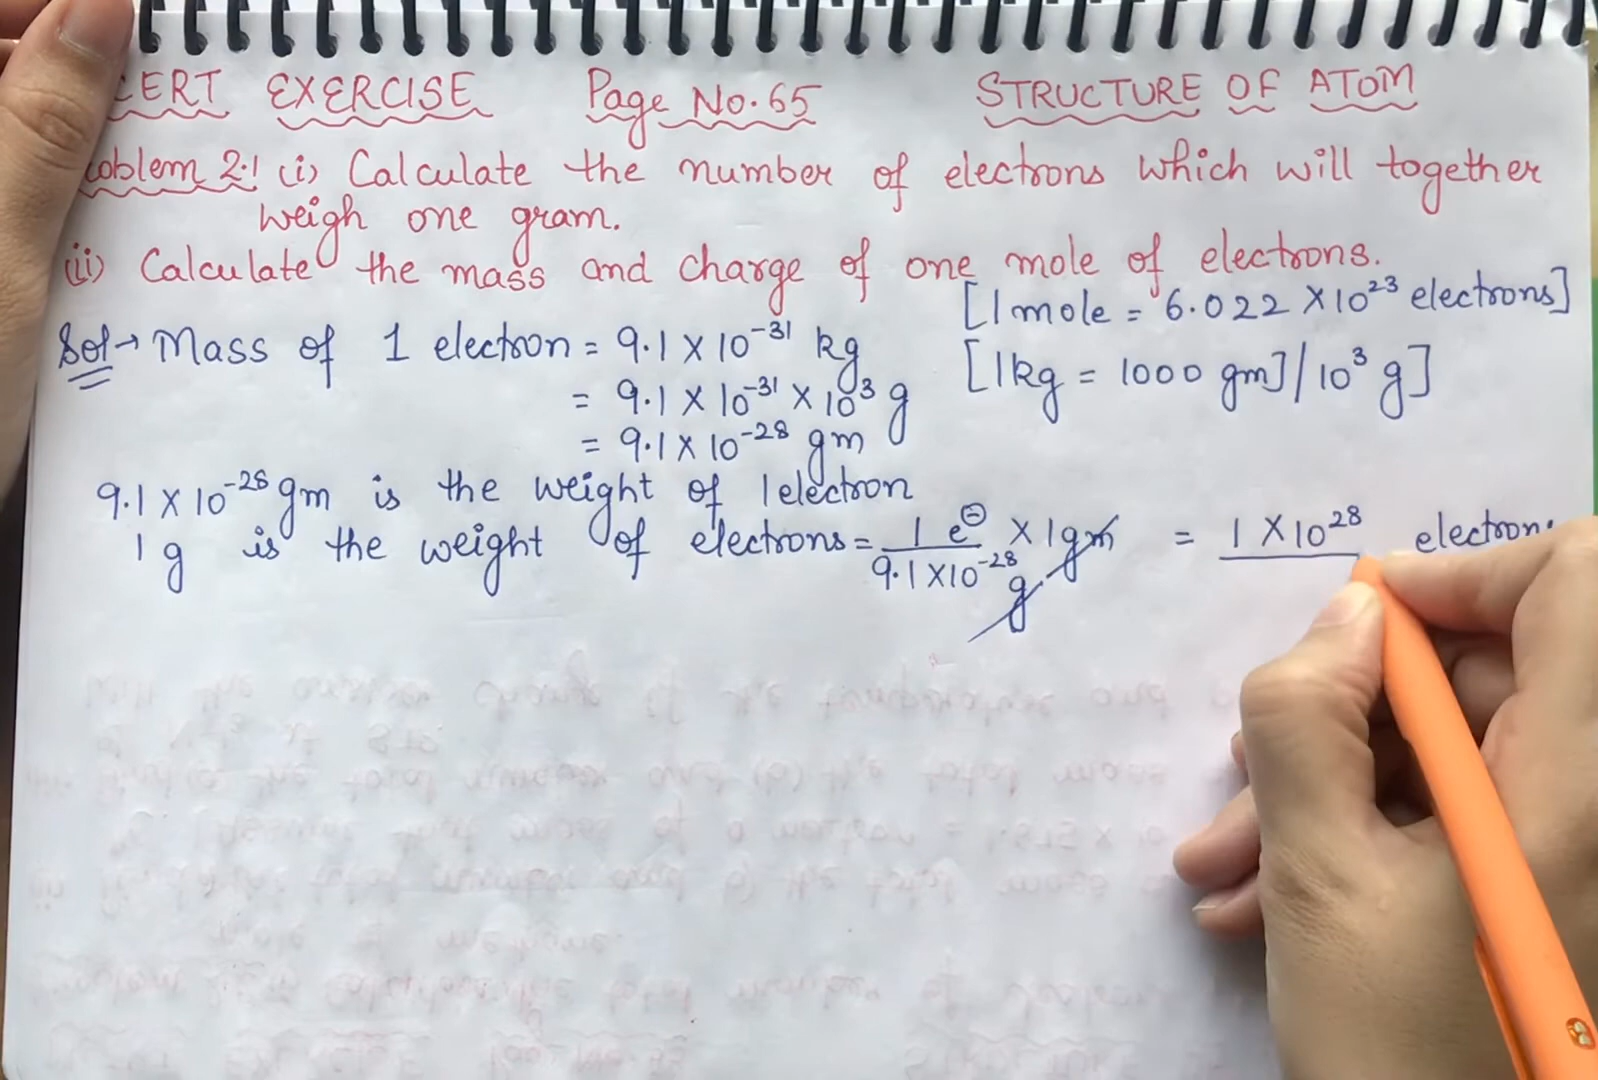 CERT EXERCISE Page No.65 STRUCTURE OF ATOM
oblem 2.1 (i) Calculate the number of electrons which will together
weigh one gram.
(ii) Calculate the mass and charge of one mole of electrons.
[1 mole = 6.022 X 10²³ electrons]
Sol → Mass of 1 electron = 9.1 X 10⁻³¹ kg
[1kg = 1000 gm]/10³ g]
= 9.1 X 10⁻³¹ X 10³ g
= 9.1 X 10⁻²⁸ gm
9.1 X 10⁻²⁸ gm is the weight of 1 electron
1 g is the weight of electrons = 1 e⊖ X 1gm = 1 X 10²⁸ electrons
9.1 X 10⁻²⁸ g